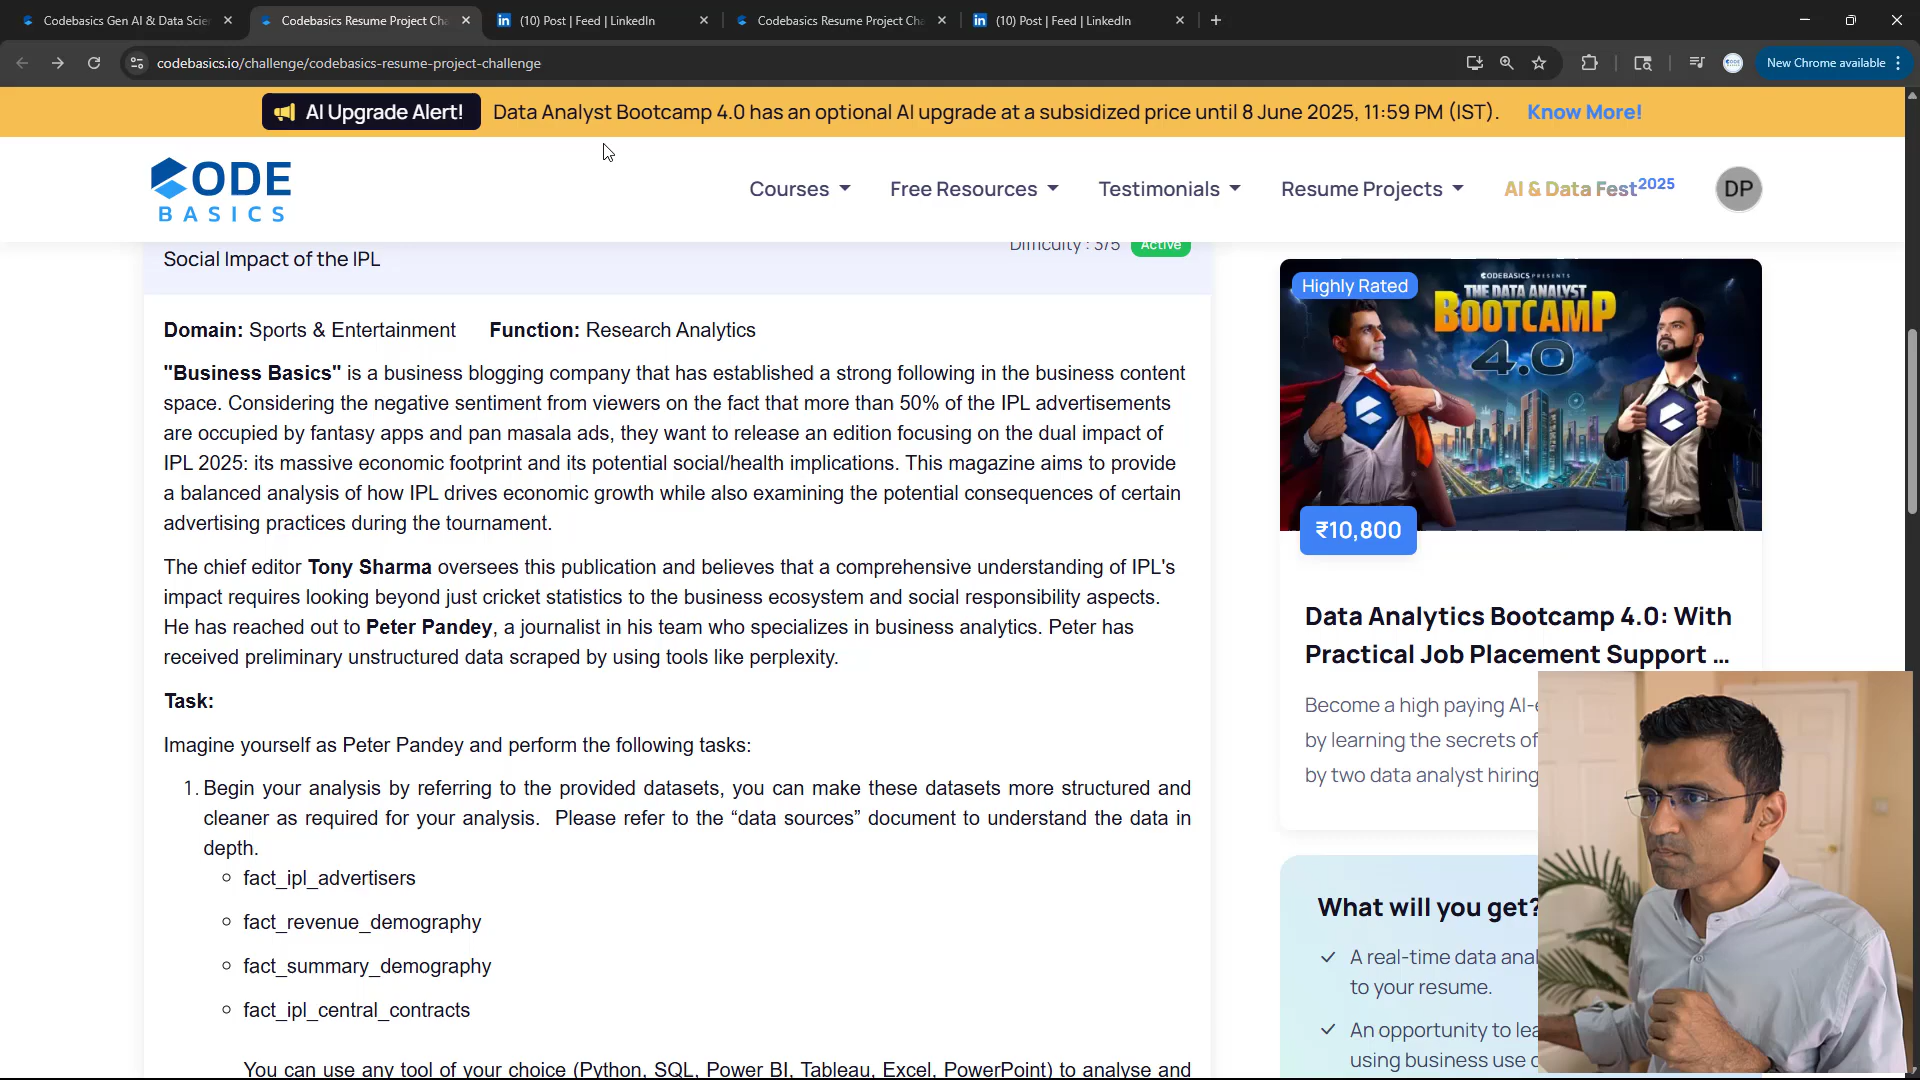 Codebasics Gen AI & Data Scie
Codebasics Resume Project Cha
(10) Post | Feed | LinkedIn
Codebasics Resume Project Cha
(10) Post | Feed | LinkedIn
codebasics.io/challenge/codebasics-resume-project-challenge
New Chrome available
AI Upgrade Alert! Data Analyst Bootcamp 4.0 has an optional AI upgrade at a subsidized price until 8 June 2025, 11:59 PM (IST). Know More!
CODE
BASICS
Courses
Free Resources
Testimonials
Resume Projects
AI & Data Fest2025
DP
Social Impact of the IPL
Difficulty : 3/5
Active
Domain: Sports & Entertainment Function: Research Analytics
"Business Basics" is a business blogging company that has established a strong following in the business content
space. Considering the negative sentiment from viewers on the fact that more than 50% of the IPL advertisements
are occupied by fantasy apps and pan masala ads, they want to release an edition focusing on the dual impact of
IPL 2025: its massive economic footprint and its potential social/health implications. This magazine aims to provide
a balanced analysis of how IPL drives economic growth while also examining the potential consequences of certain
advertising practices during the tournament.
The chief editor Tony Sharma oversees this publication and believes that a comprehensive understanding of IPL's
impact requires looking beyond just cricket statistics to the business ecosystem and social responsibility aspects.
He has reached out to Peter Pandey, a journalist in his team who specializes in business analytics. Peter has
received preliminary unstructured data scraped by using tools like perplexity.
Task:
Imagine yourself as Peter Pandey and perform the following tasks:
1. Begin your analysis by referring to the provided datasets, you can make these datasets more structured and
cleaner as required for your analysis. Please refer to the “data sources” document to understand the data in
depth.
fact_ipl_advertisers
fact_revenue_demography
fact_summary_demography
fact_ipl_central_contracts
You can use any tool of your choice (Python, SQL, Power BI, Tableau, Excel, PowerPoint) to analyse and
Highly Rated
CODEBASICS PRESENTS
THE DATA ANALYST
BOOTCAMP
4.0
₹10,800
Data Analytics Bootcamp 4.0: With
Practical Job Placement Support ...
Become a high paying AI-e
by learning the secrets of
by two data analyst hiring
What will you get?
A real-time data anal
to your resume.
An opportunity to lea
using business use c